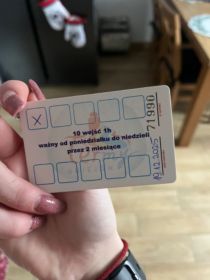 X
10 wejść 1h
ważny od poniedziałku do niedzieli
przez 2 miesiące
71990